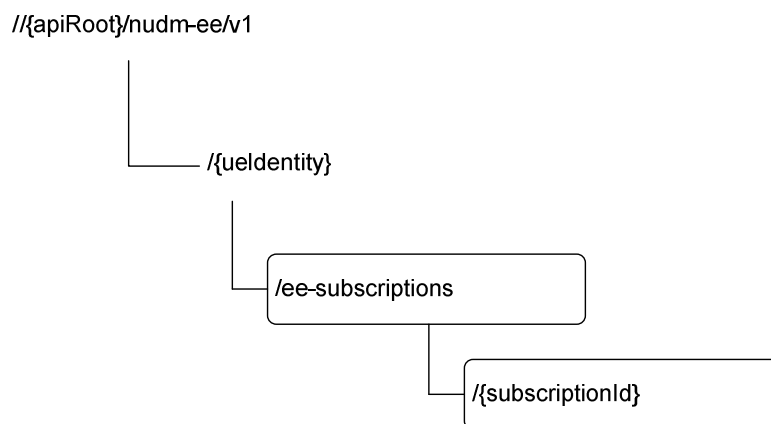 //{apiRoot}/nudm-ee/v1
/{ueIdentity}
/ee-subscriptions
/{subscriptionId}